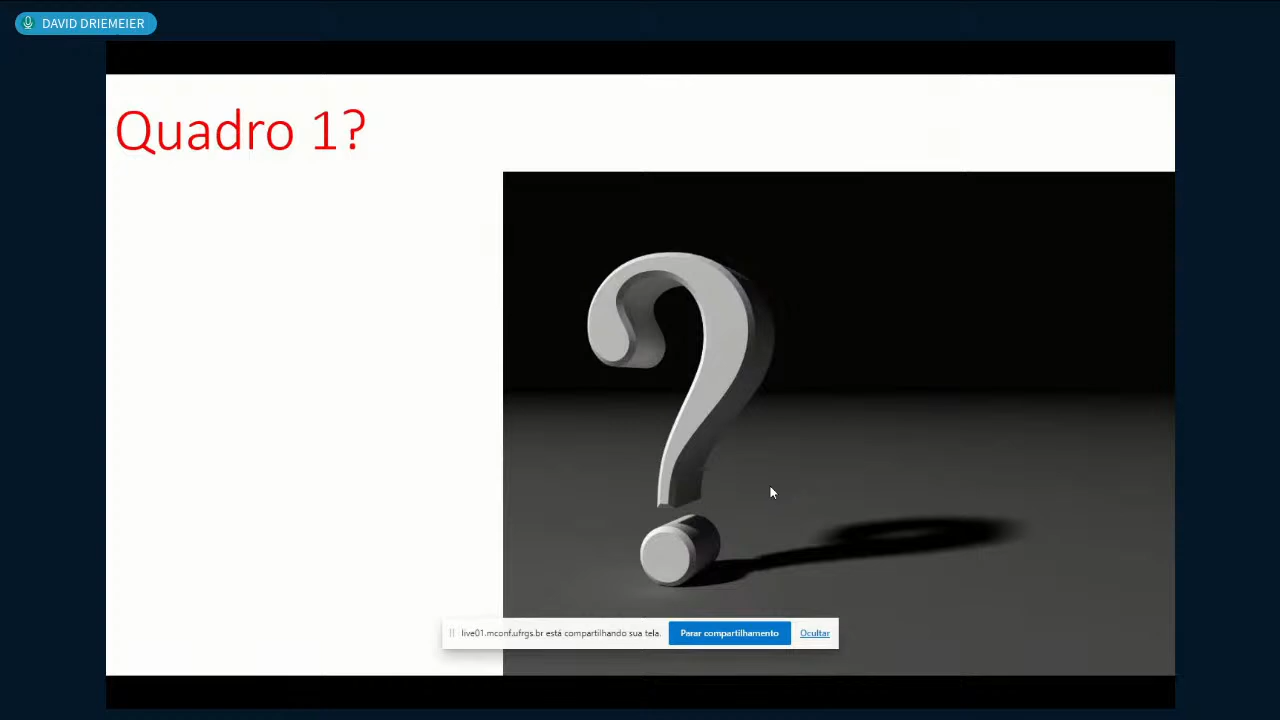 DAVID DRIEMEIER
Quadro 1?
live01.mconf.ufrgs.br está compartilhando sua tela. Parar compartilhamento Ocultar